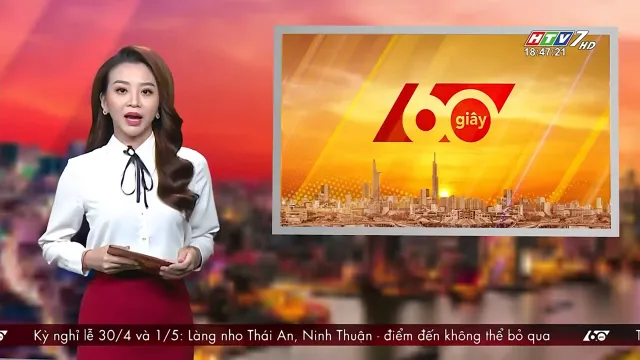 HTV7 HD
18:47:21
60 giây
Kỳ nghỉ lễ 30/4 và 1/5: Làng nho Thái An, Ninh Thuận - điểm đến không thể bỏ qua
60
T